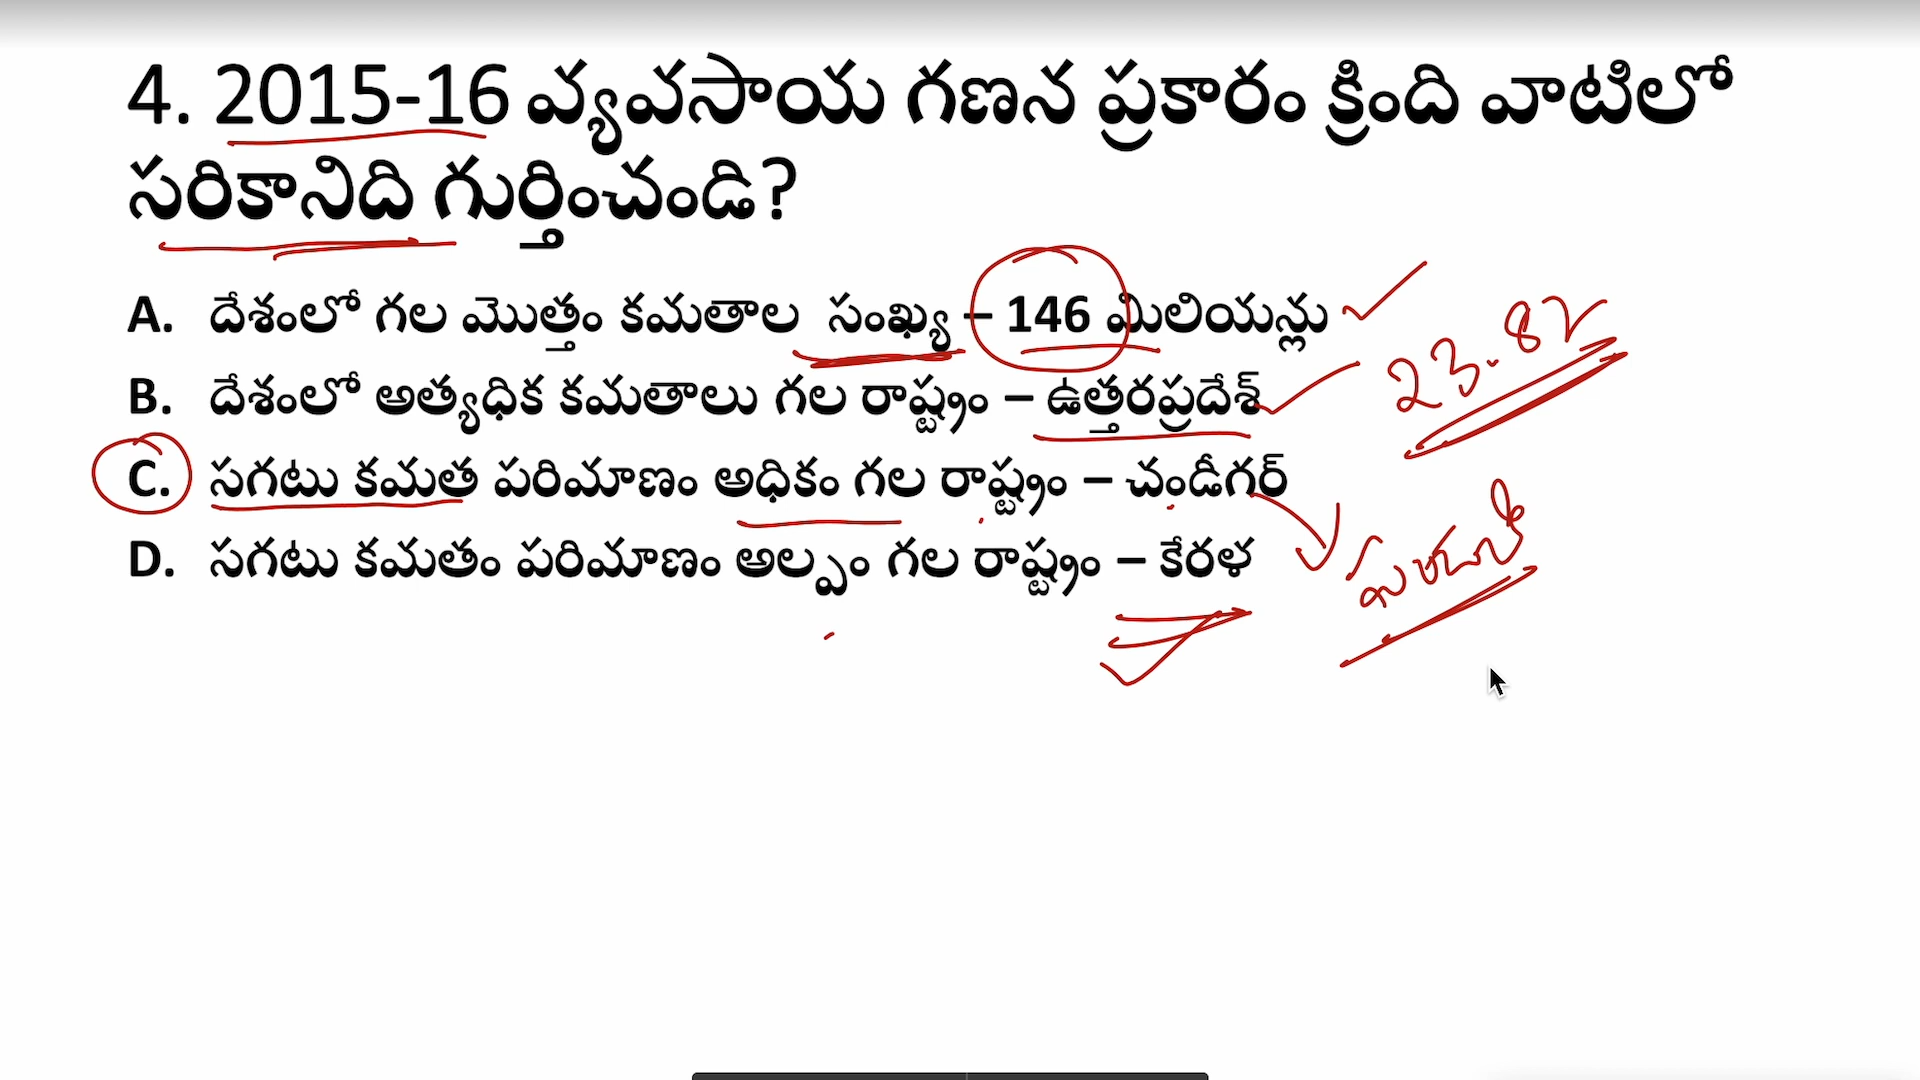 4. 2015-16 వ్యవసాయ గణన ప్రకారం క్రింది వాటిలో
సరికానిది గుర్తించండి?
A. దేశంలో గల మొత్తం కమతాల సంఖ్య – 146 మిలియన్లు
23.82
B. దేశంలో అత్యధిక కమతాలు గల రాష్ట్రం – ఉత్తరప్రదేశ్
C. సగటు కమత పరిమాణం అధికం గల రాష్ట్రం – చండీగర్
D. సగటు కమతం పరిమాణం అల్పం గల రాష్ట్రం – కేరళ